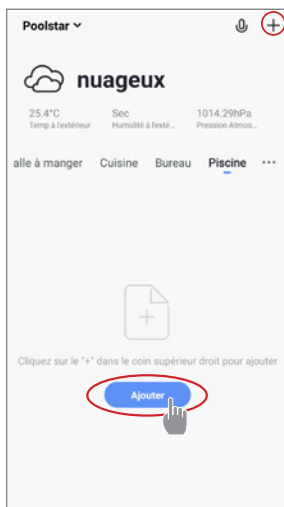 Poolstar
nuageux
25.4°C Sec 1014.29hPa
Temp à l'extérieur Humidité à l'exté... Pression Atmos...
alle à manger Cuisine Bureau Piscine ...
Cliquez sur le "+" dans le coin supérieur droit pour ajouter
Ajouter